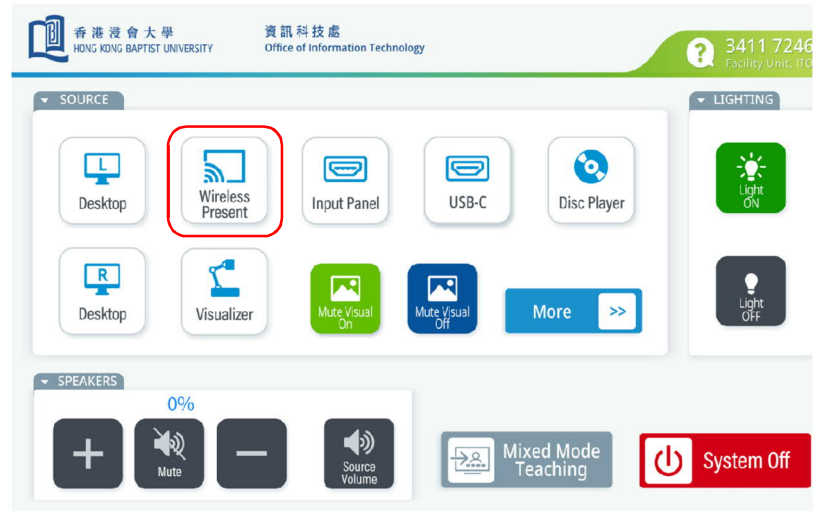 香港浸會大學
HONG KONG BAPTIST UNIVERSITY
資訊科技處
Office of Information Technology
?
3411 7246
Facility Unit, ITO
SOURCE
L
Desktop
Wireless
Present
Input Panel
USB-C
Disc Player
R
Desktop
Visualizer
Mute Visual
On
Mute Visual
Off
More >>
LIGHTING
Light
ON
Light
OFF
SPEAKERS
0%
+
Mute
−
Source
Volume
Mixed Mode
Teaching
System Off